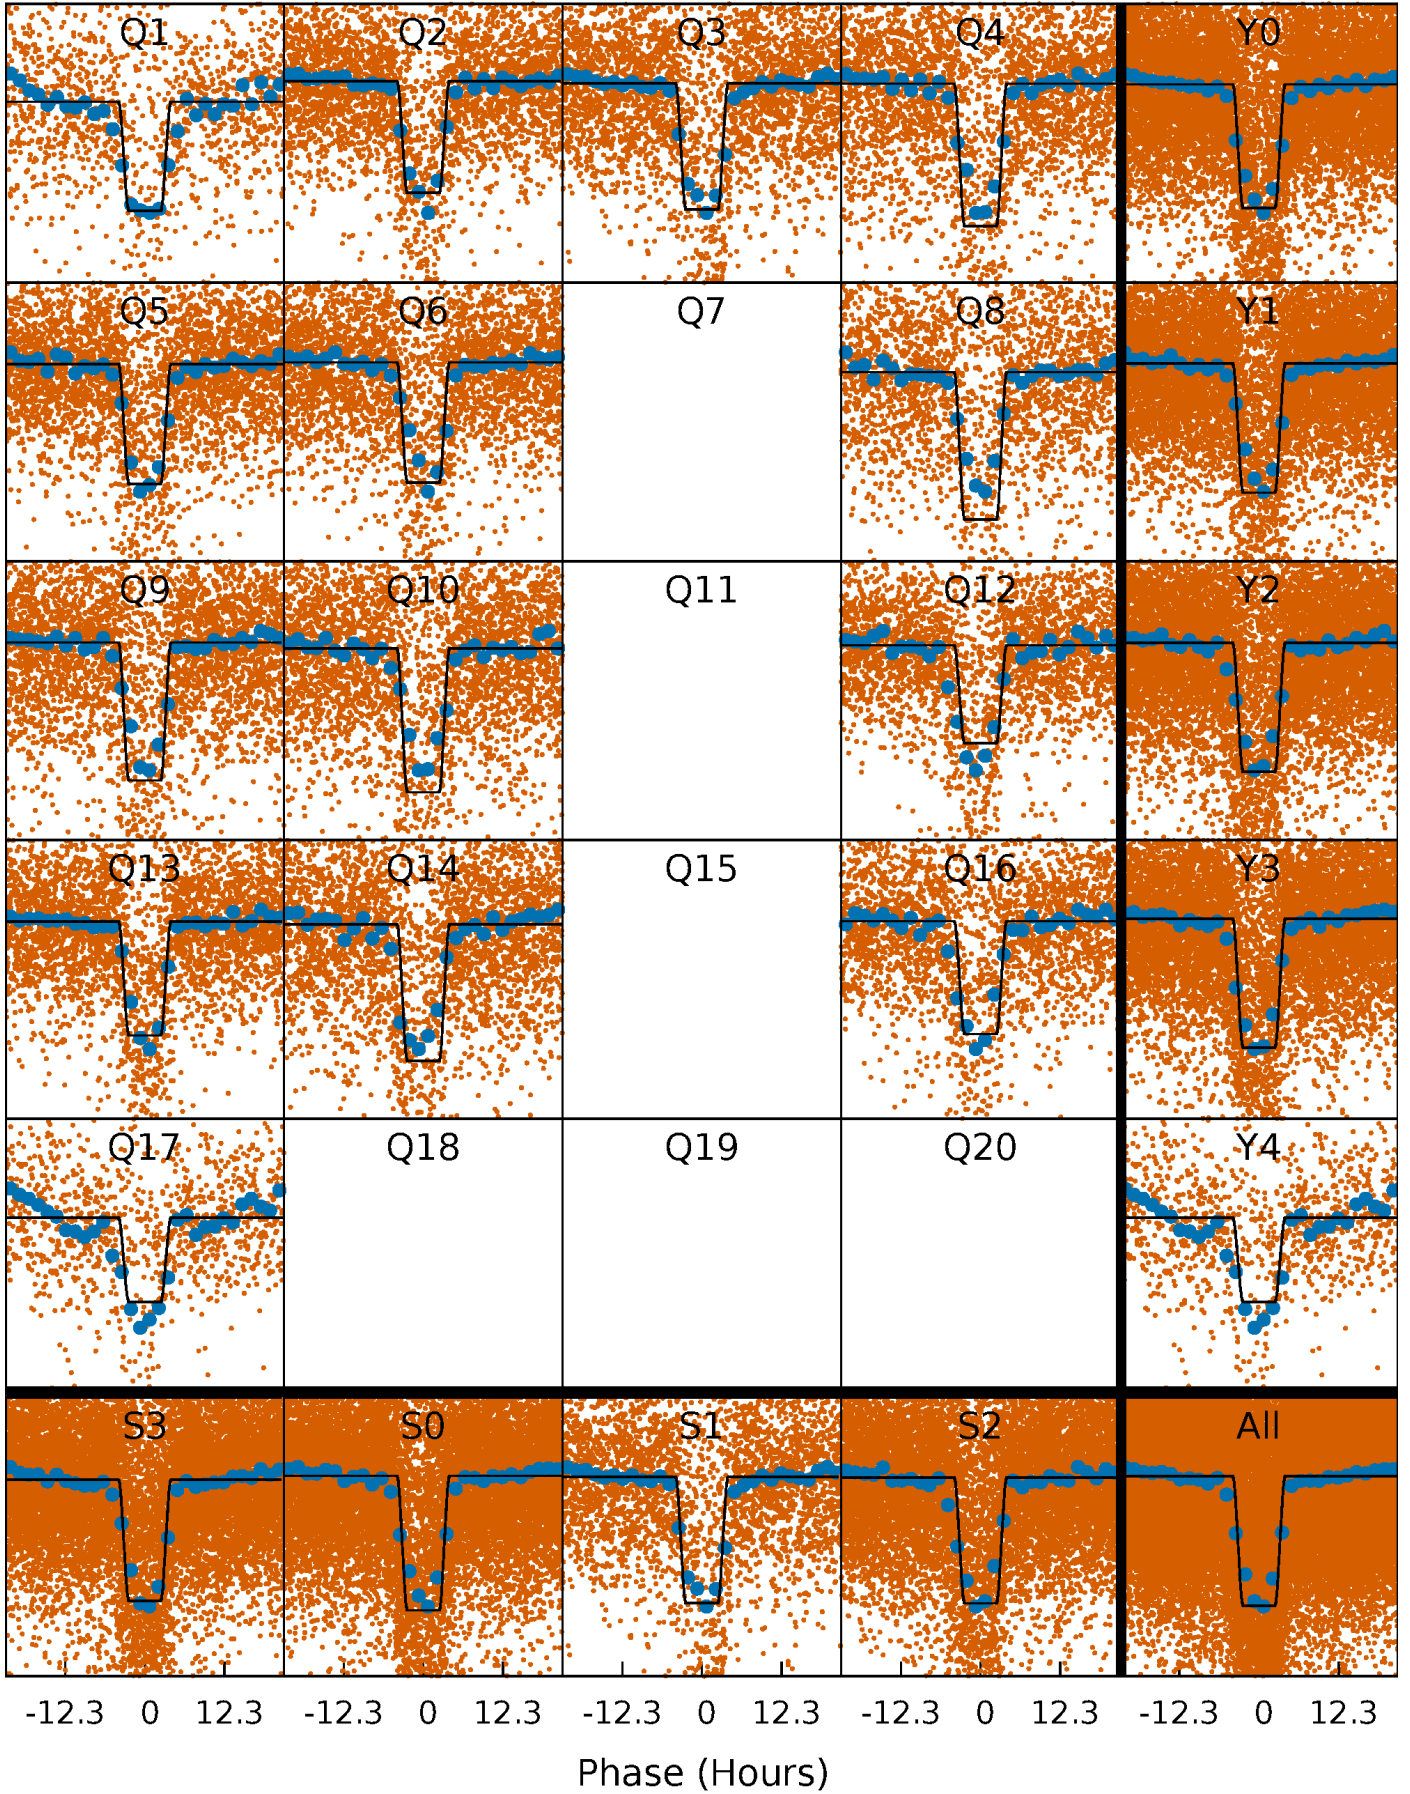 Q1 Q2 Q3 Q4 Y0
Q5 Q6 Q7 Q8 Y1
Q9 Q10 Q11 Q12 Y2
Q13 Q14 Q15 Q16 Y3
Q17 Q18 Q19 Q20 Y4
S3 S0 S1 S2 All
-12.3 0 12.3 -12.3 0 12.3 -12.3 0 12.3 -12.3 0 12.3 -12.3 0 12.3
Phase (Hours)